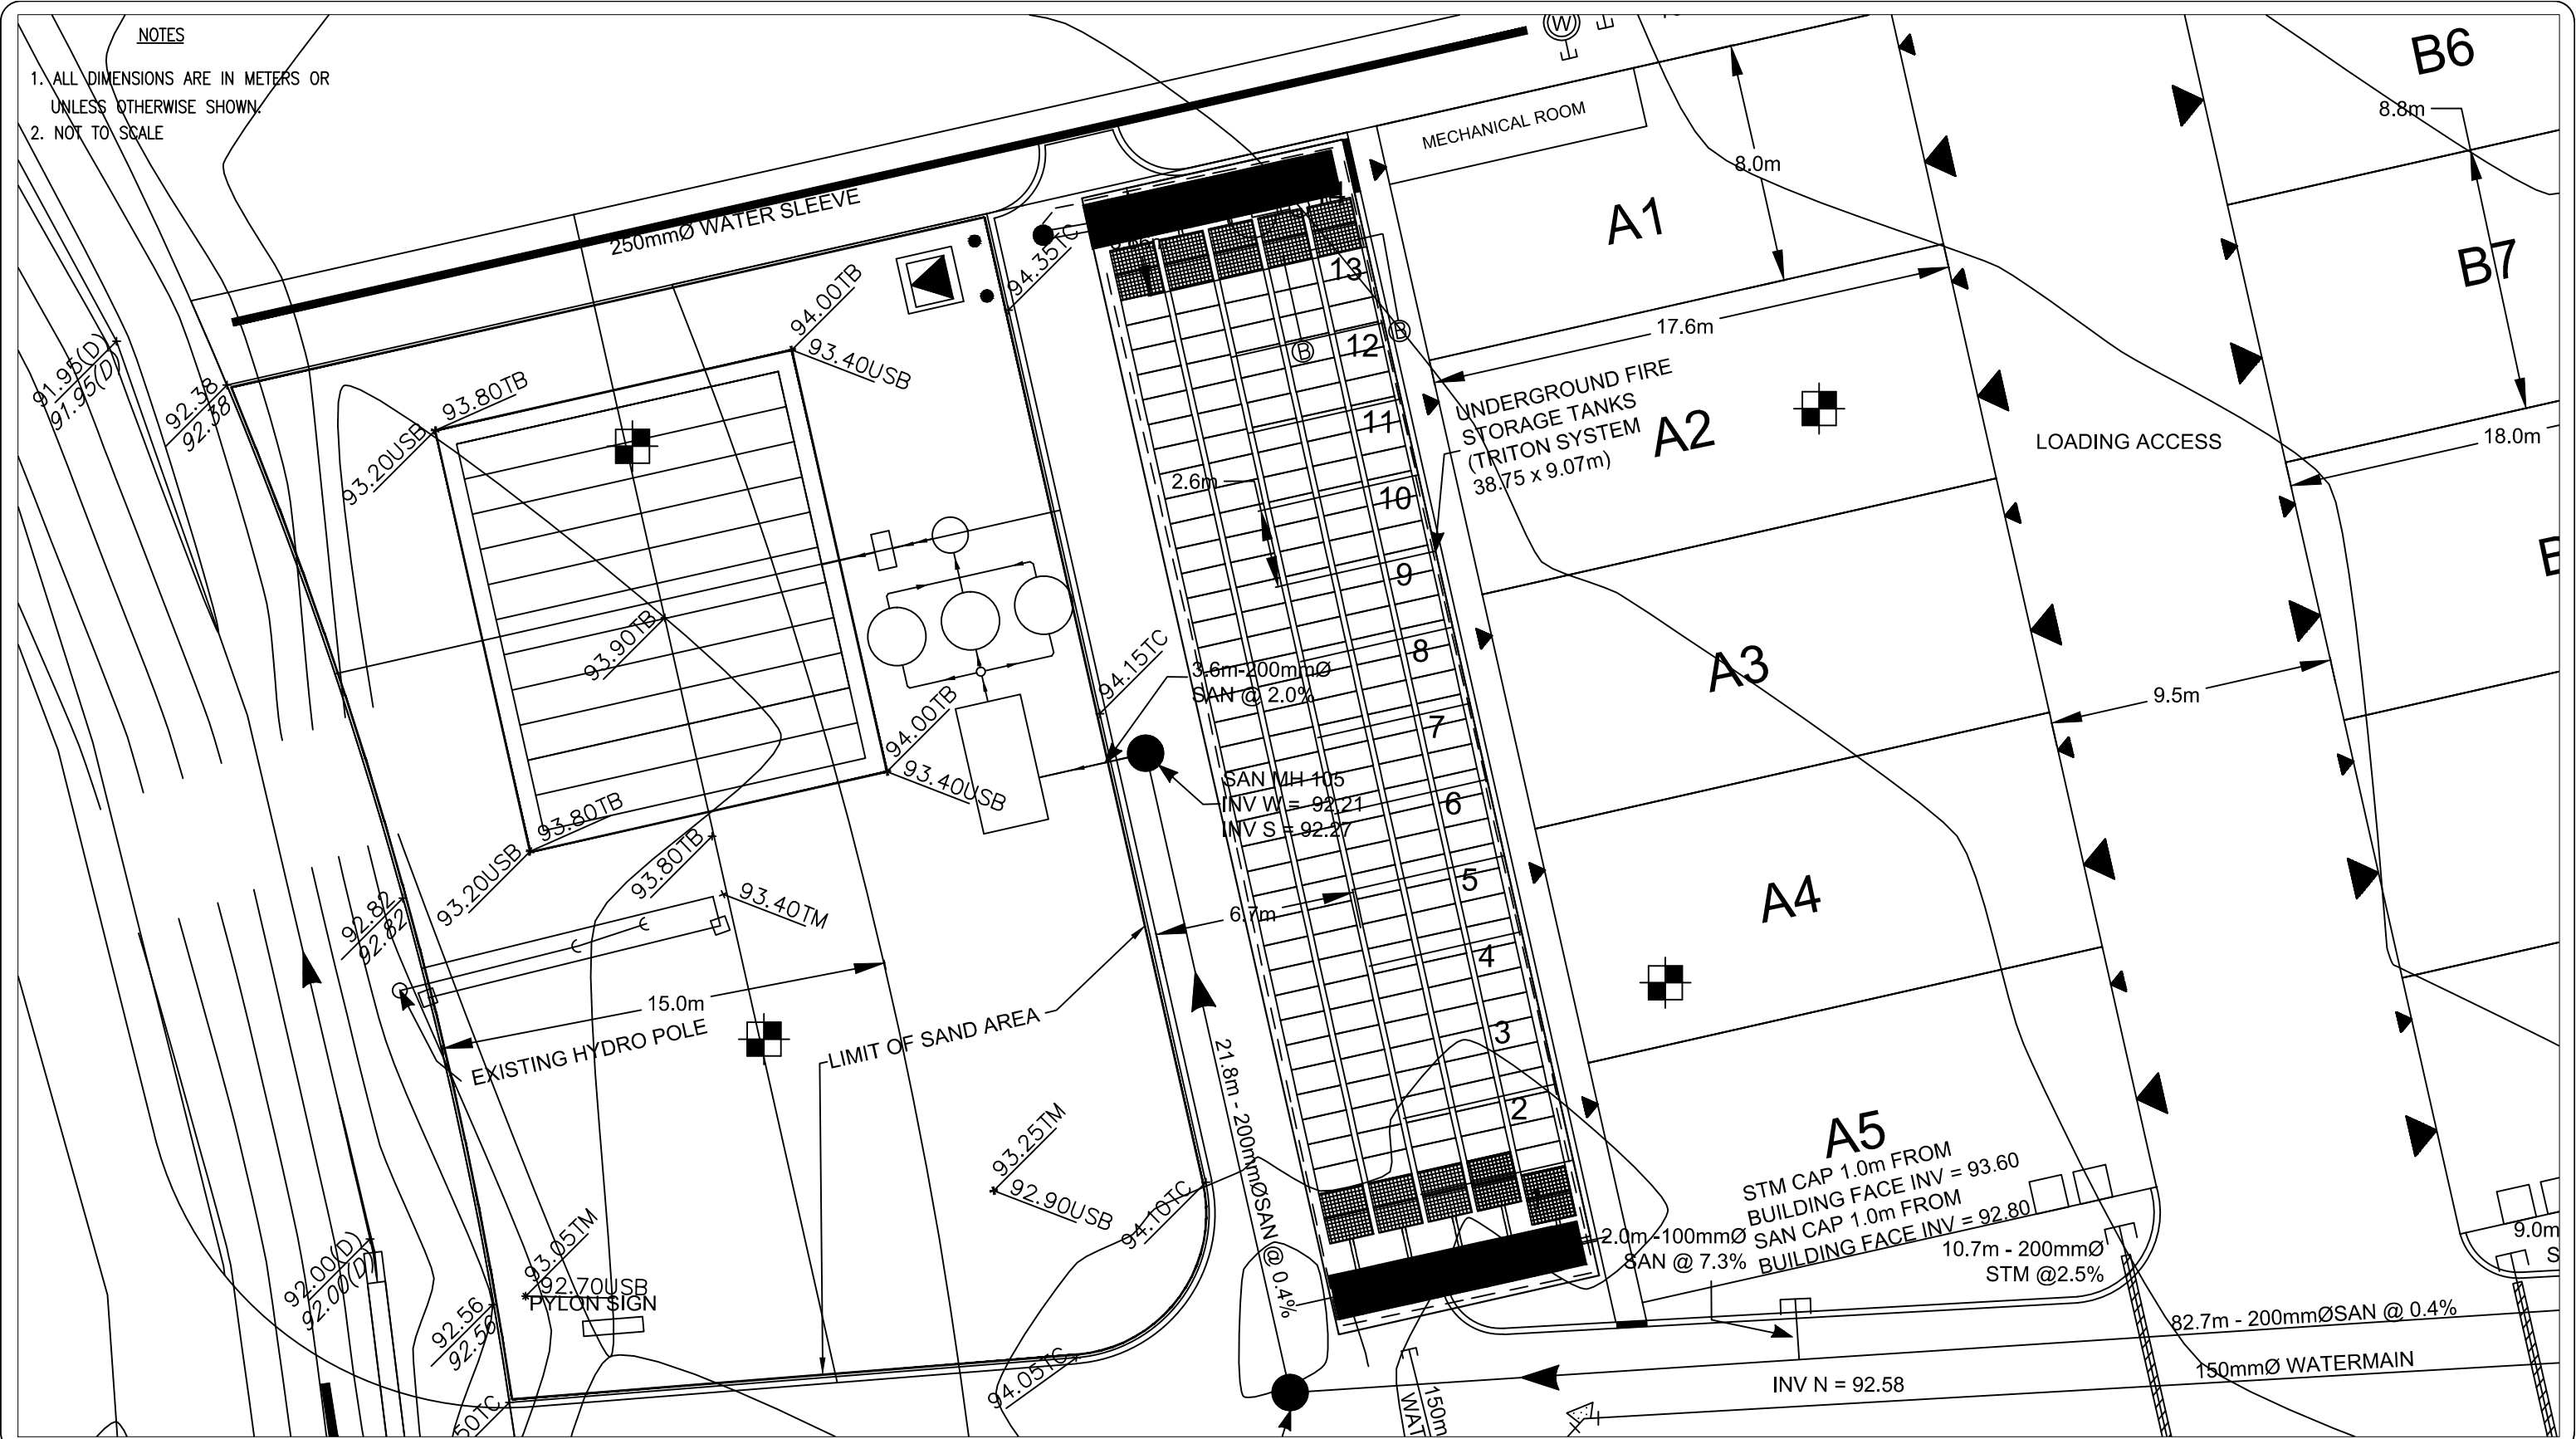 NOTES
1. ALL DIMENSIONS ARE IN METERS OR
UNLESS OTHERWISE SHOWN.
2. NOT TO SCALE
W
MECHANICAL ROOM
8.0m
B6
8.8m
250mmØ WATER SLEEVE
A1
B7
94.35TC
94.00TB
93.40USB
13
17.6m
12
B
B
91.95(D)
91.95(D)
92.38
92.38
93.80TB
93.20USB
11
UNDERGROUND FIRE
STORAGE TANKS
(TRITON SYSTEM
38.75 x 9.07m)
A2
LOADING ACCESS
18.0m
2.6m
10
9
93.90TB
94.15TC
8
A3
3.6m-200mmØ
SAN @ 2.0%
9.5m
94.00TB
93.40USB
7
SAN MH 105
INV W = 92.21
INV S = 92.27
6
93.80TB
93.20USB
93.80TB
5
A4
93.40TM
6.7m
92.82
92.82
4
15.0m
EXISTING HYDRO POLE
LIMIT OF SAND AREA
3
21.8m - 200mmØSAN @ 0.4%
2
A5
93.25TM
92.90USB
94.10TC
STM CAP 1.0m FROM
BUILDING FACE INV = 93.60
SAN CAP 1.0m FROM
BUILDING FACE INV = 92.80
2.0m -100mmØ
SAN @ 7.3%
10.7m - 200mmØ
STM @2.5%
9.0m
S
92.00(D)
92.00(D)
93.05TM
92.70USB
PYLON SIGN
92.56
92.56
82.7m - 200mmØSAN @ 0.4%
150mmØ WATERMAIN
INV N = 92.58
94.05TC
50TC
150m
WAT